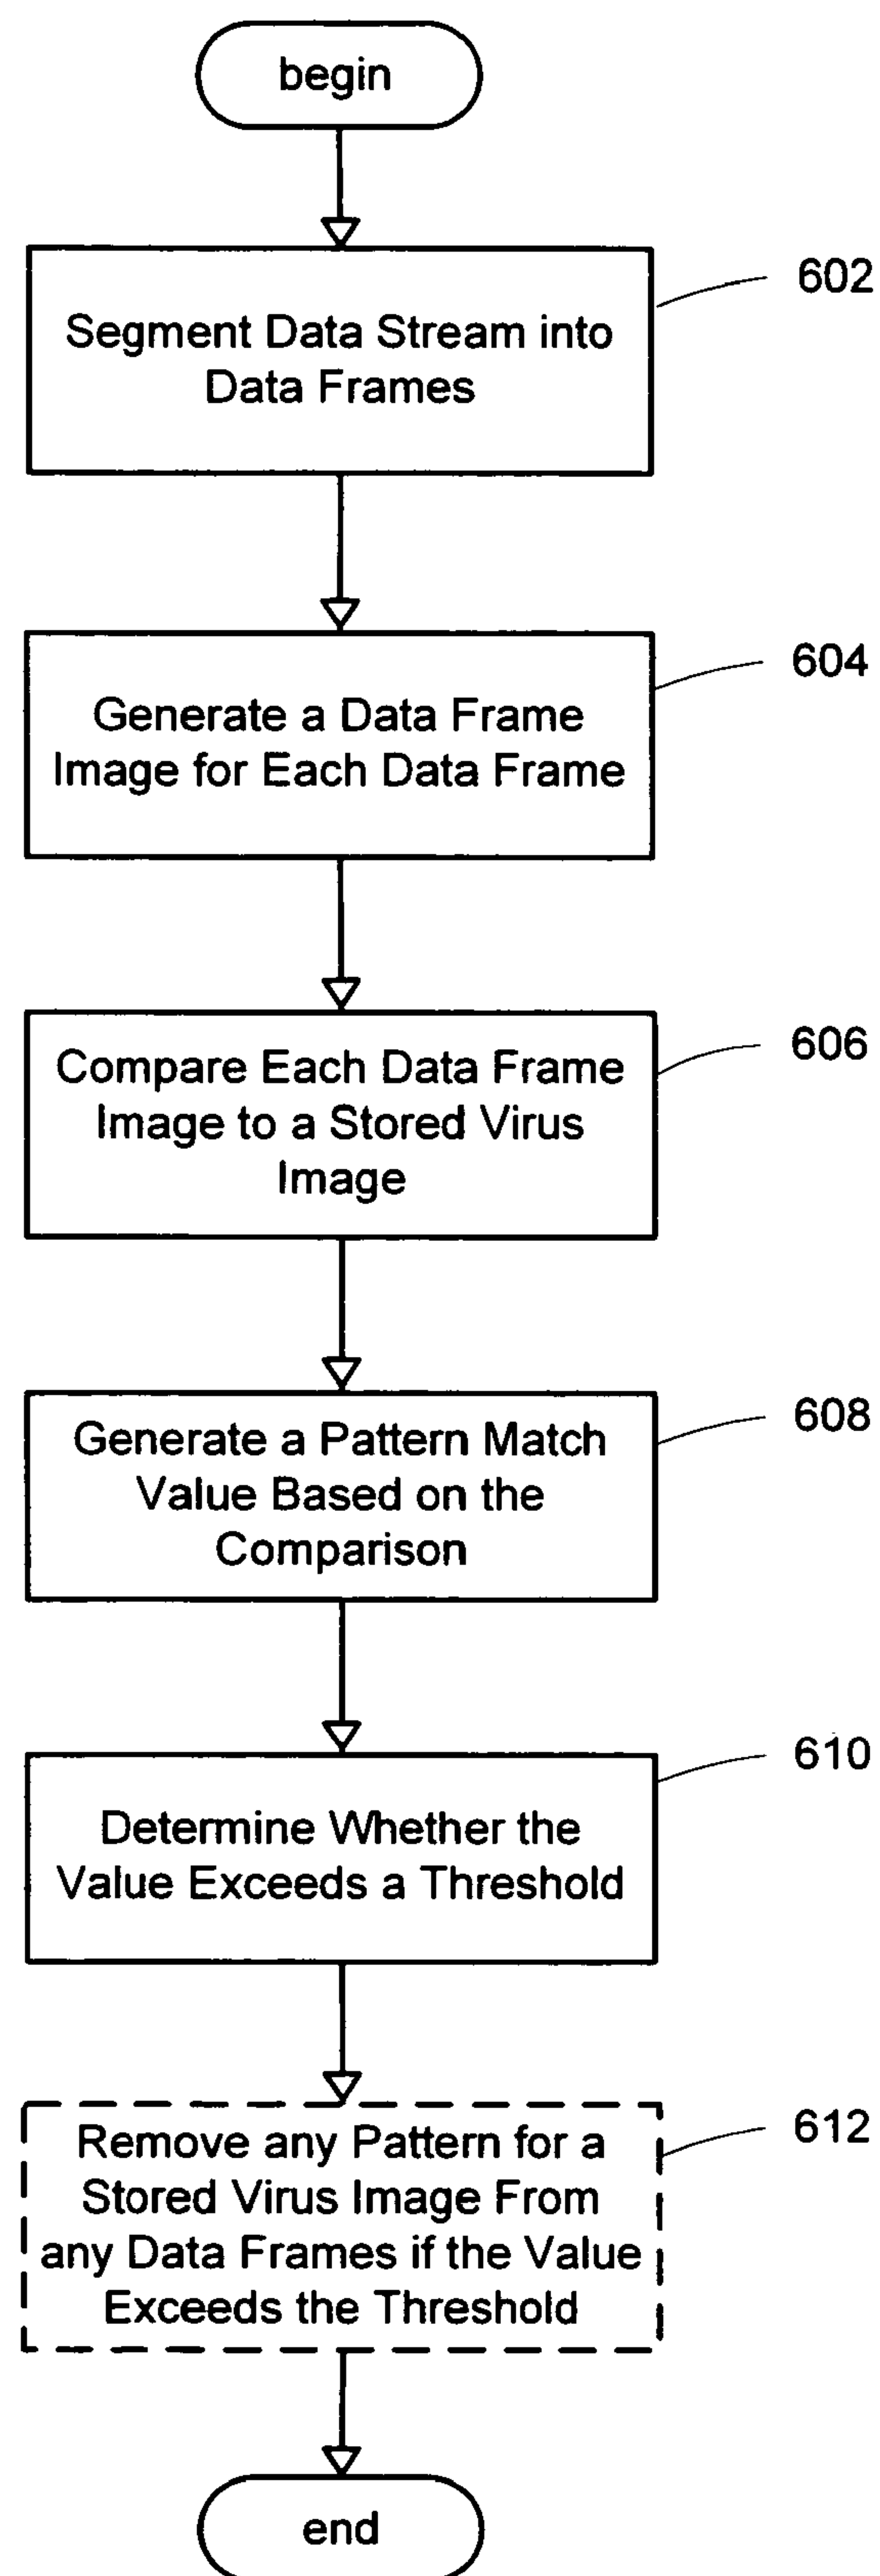 begin
602
Segment Data Stream into
Data Frames
604
Generate a Data Frame
Image for Each Data Frame
606
Compare Each Data Frame
Image to a Stored Virus
Image
608
Generate a Pattern Match
Value Based on the
Comparison
610
Determine Whether the
Value Exceeds a Threshold
612
Remove any Pattern for a
Stored Virus Image From
any Data Frames if the Value
Exceeds the Threshold
end